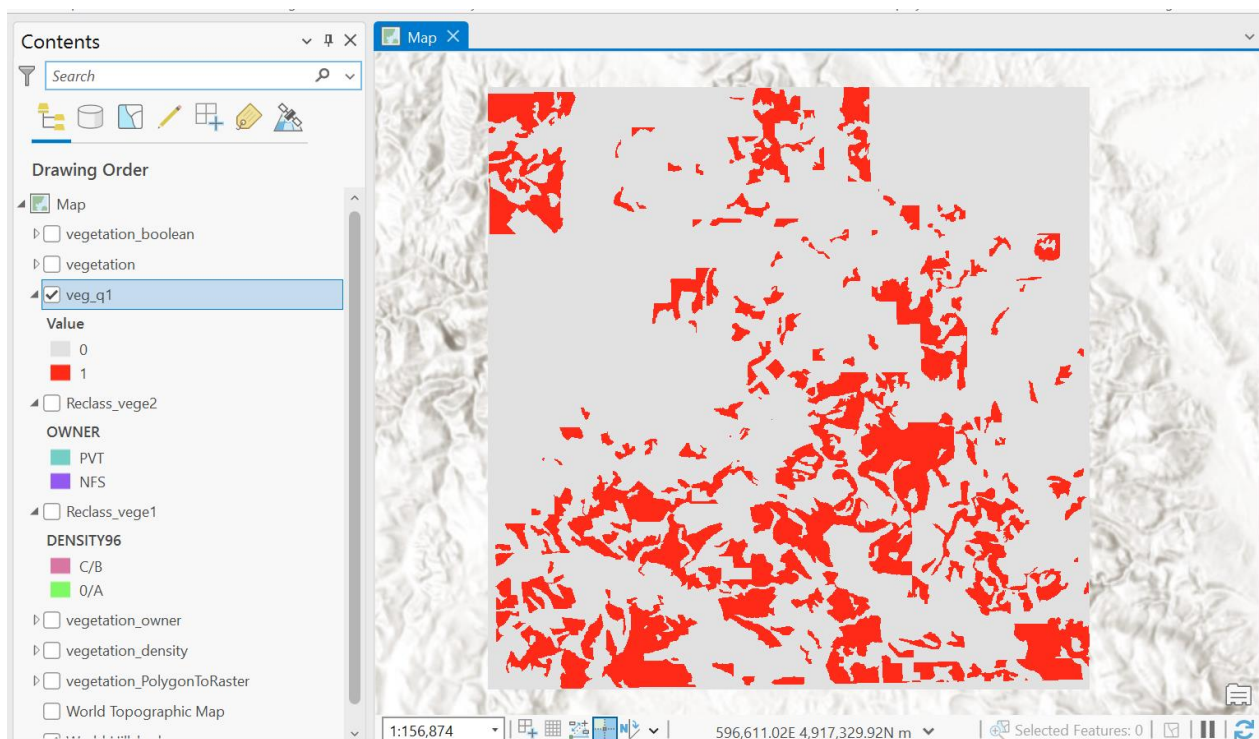 Contents
Map
Search
Drawing Order
Map
vegetation_boolean
vegetation
veg_q1
Value
0
1
Reclass_vege2
OWNER
PVT
NFS
Reclass_vege1
DENSITY96
C/B
0/A
vegetation_owner
vegetation_density
vegetation_PolygonToRaster
World Topographic Map
1:156,874
596,611.02E 4,917,329.92N m
Selected Features: 0